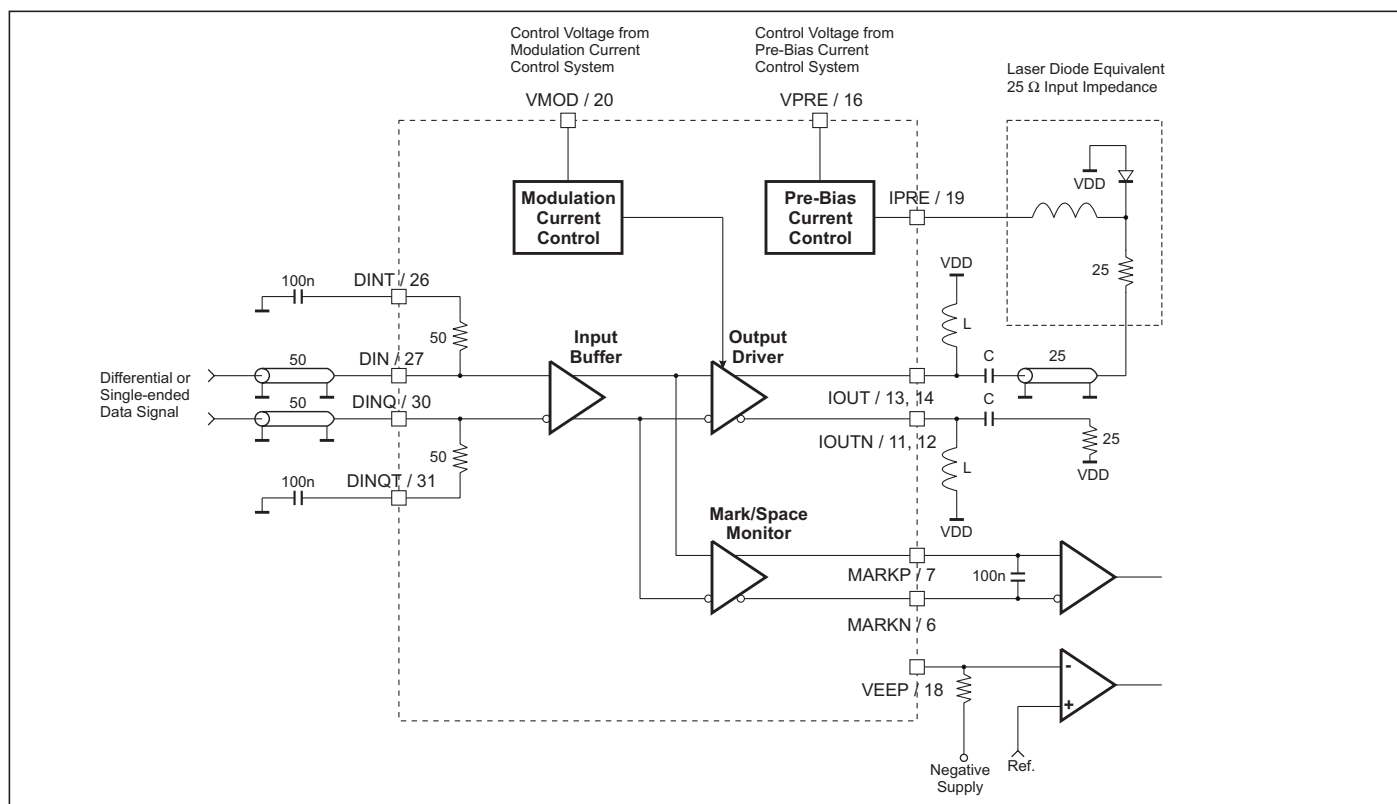 Control Voltage from
Modulation Current
Control System
VMOD / 20
Control Voltage from
Pre-Bias Current
Control System
VPRE / 16
Laser Diode Equivalent
25 Ω Input Impedance
VDD
Modulation
Current
Control
Pre-Bias
Current
Control
IPRE / 19
25
VDD
L
100n
DINT / 26
50
Input
Buffer
Output
Driver
Differential or
Single-ended
Data Signal
50
DIN / 27
50
DINQ / 30
50
100n
DINQT / 31
C
25
IOUT / 13, 14
C
IOUTN / 11, 12
25
VDD
L
VDD
Mark/Space
Monitor
MARKP / 7
100n
MARKN / 6
VEEP / 18
-
+
Negative
Supply
Ref.